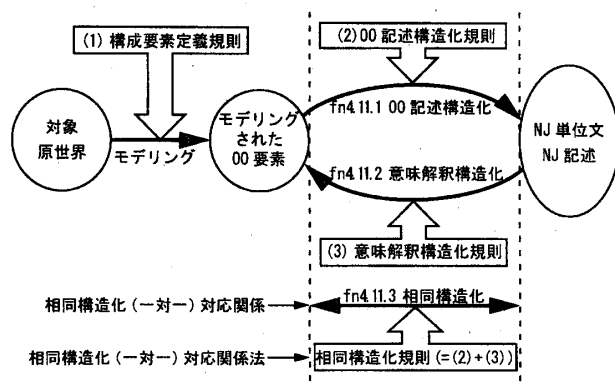 (1) 構成要素定義規則
(2)OO 記述構造化規則
対象
原世界
モデリング
モデリング
された
OO 要素
fn4.11.1 OO 記述構造化
fn4.11.2 意味解釈構造化
NJ 単位文
NJ 記述
(3) 意味解釈構造化規則
相同構造化 (一対一) 対応関係
fn4.11.3 相同構造化
相同構造化 (一対一) 対応関係法
相同構造化規則 (=(2)+(3))